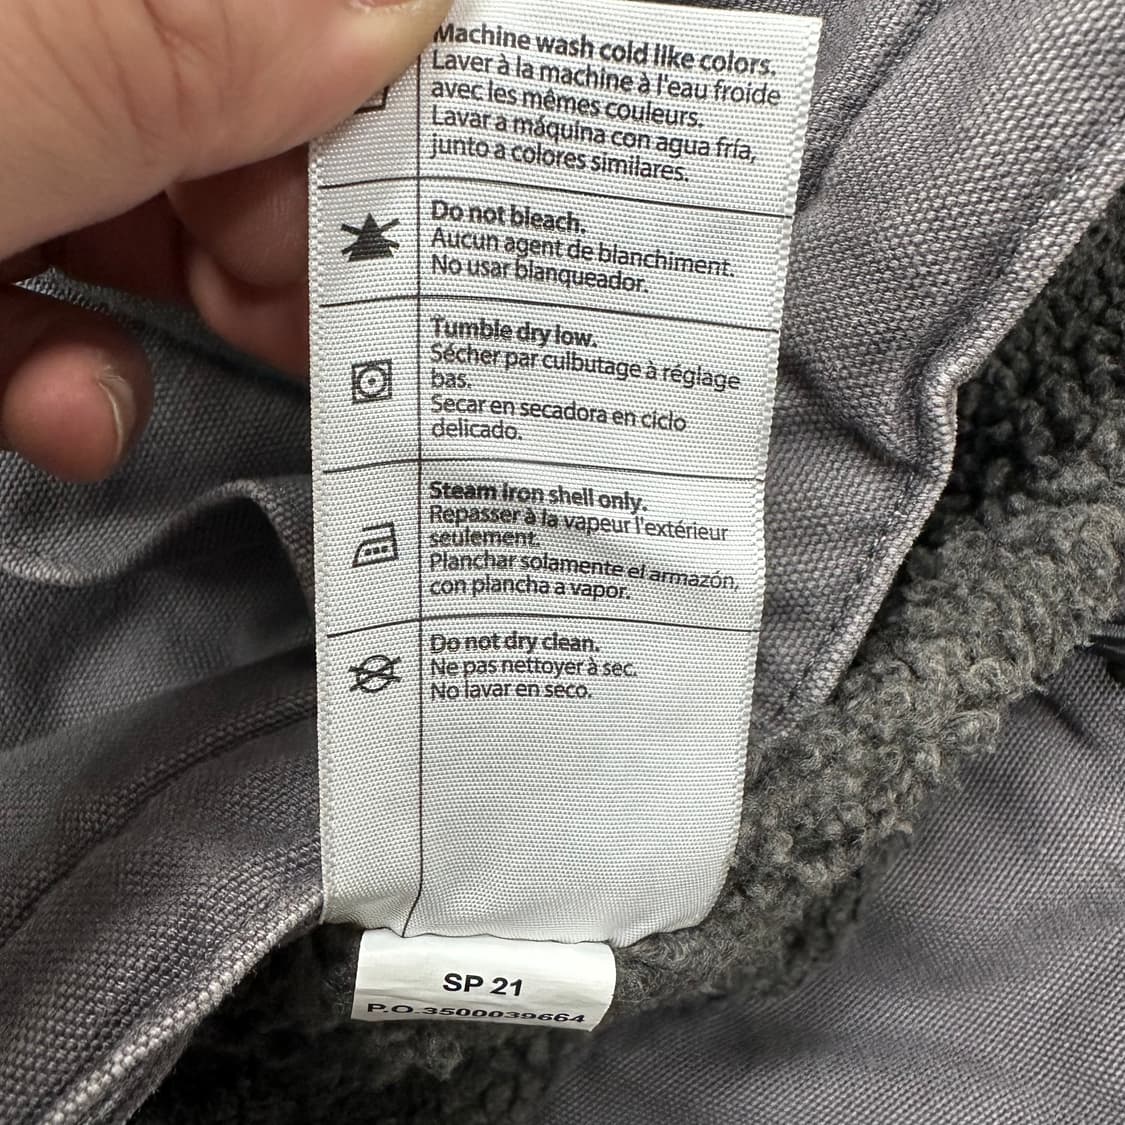 Machine wash cold like colors.
Laver à la machine à l'eau froide
avec les mêmes couleurs.
Lavar a máquina con agua fría,
junto a colores similares.
Do not bleach.
Aucun agent de blanchiment.
No usar blanqueador.
Tumble dry low.
Sécher par culbutage à réglage
bas.
Secar en secadora en ciclo
delicado.
Steam iron shell only.
Repasser à la vapeur l'extérieur
seulement.
Planchar solamente el armazón,
con plancha a vapor.
Do not dry clean.
Ne pas nettoyer à sec.
No lavar en seco.
SP 21
P.O.3500039664